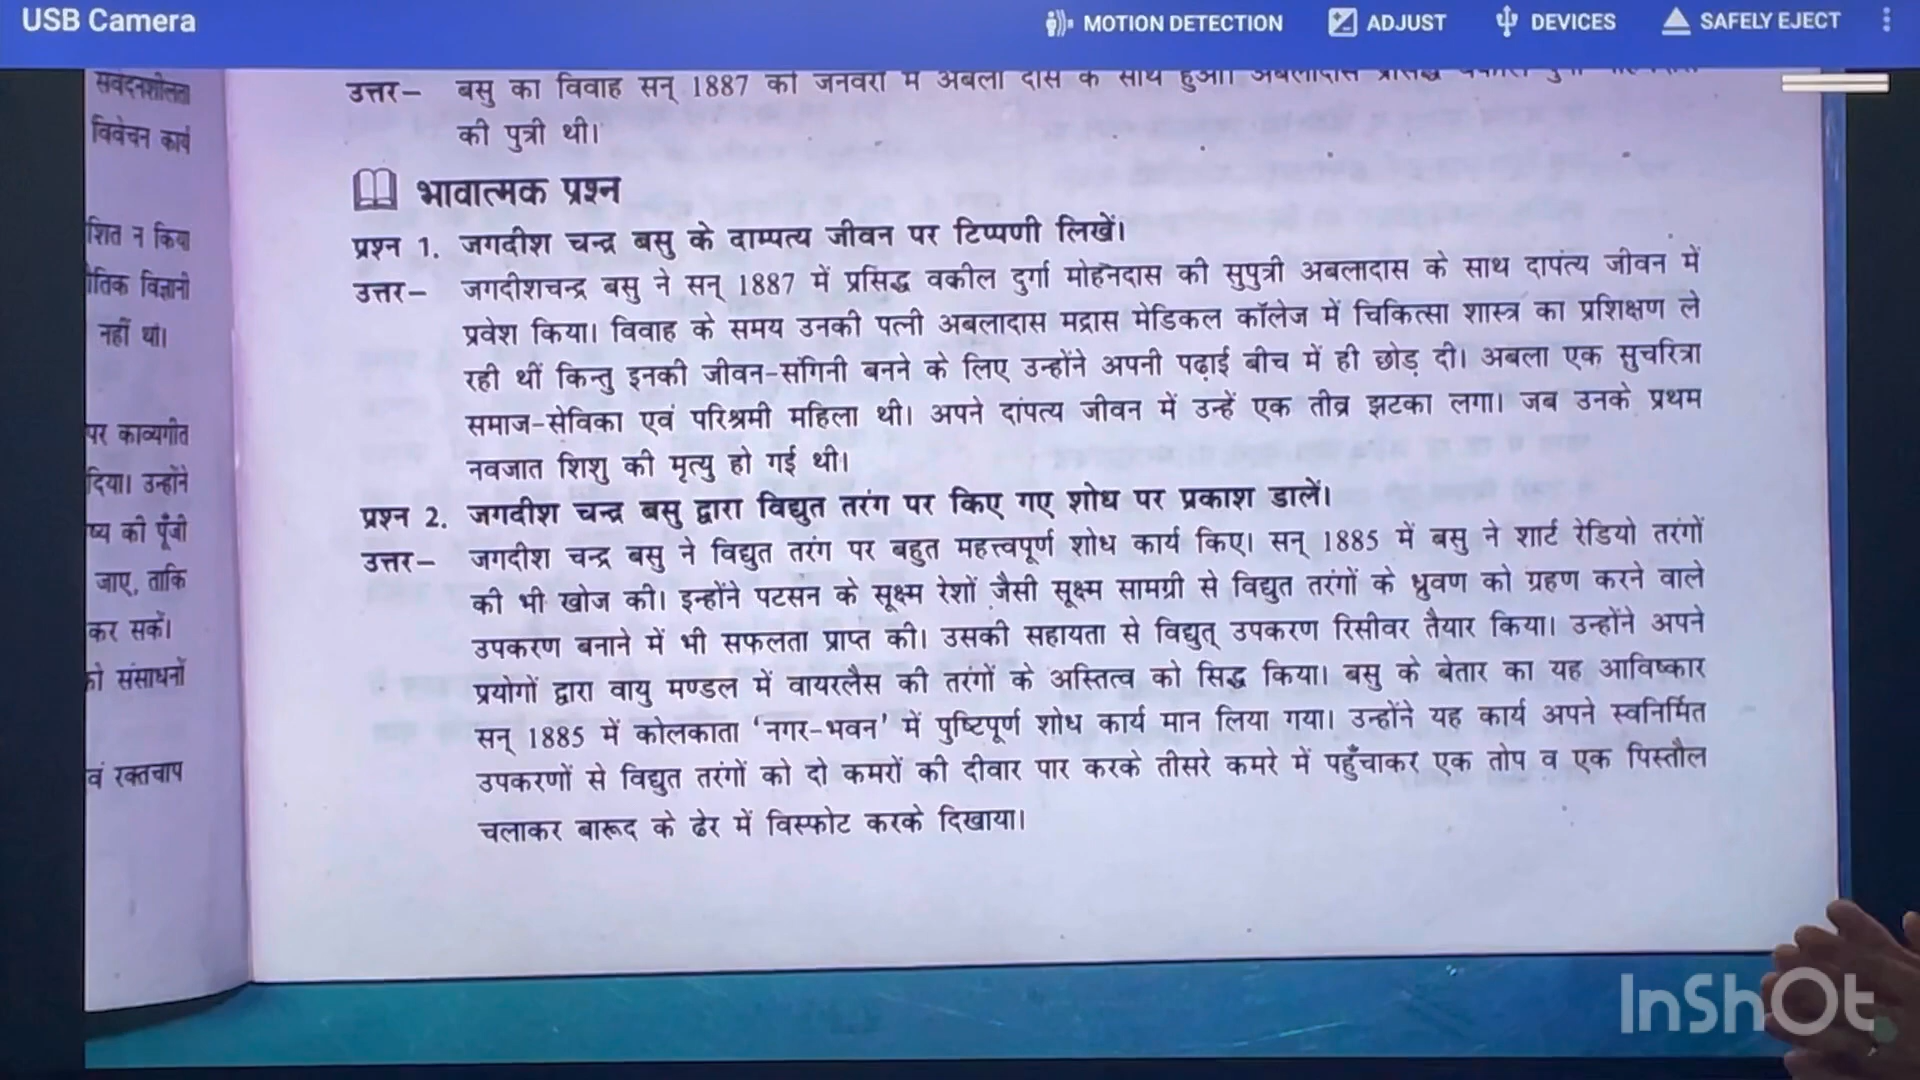 USB Camera
MOTION DETECTION
ADJUST
DEVICES
SAFELY EJECT
संवेदनशीलता
विवेचन कार्य
शित न किया
ौतिक विज्ञानी
नहीं थी।
पर काव्यगीत
दिया। उन्होंने
ष्य की पूँजी
जाए, ताकि
कर सकें।
को संसाधनों
वं रक्तचाप
उत्तर– बसु का विवाह सन् 1887 की जनवरी में अबला दास के साथ हुआ। अबलादास प्रसिद्ध
की पुत्री थी।
भावात्मक प्रश्न
प्रश्न 1. जगदीश चन्द्र बसु के दाम्पत्य जीवन पर टिप्पणी लिखें।
उत्तर– जगदीशचन्द्र बसु ने सन् 1887 में प्रसिद्ध वकील दुर्गा मोहनदास की सुपुत्री अबलादास के साथ दापंत्य जीवन में
प्रवेश किया। विवाह के समय उनकी पत्नी अबलादास मद्रास मेडिकल कॉलेज में चिकित्सा शास्त्र का प्रशिक्षण ले
रही थीं किन्तु इनकी जीवन-संगिनी बनने के लिए उन्होंने अपनी पढ़ाई बीच में ही छोड़ दी। अबला एक सुचरित्रा
समाज-सेविका एवं परिश्रमी महिला थी। अपने दांपत्य जीवन में उन्हें एक तीव्र झटका लगा। जब उनके प्रथम
नवजात शिशु की मृत्यु हो गई थी।
प्रश्न 2. जगदीश चन्द्र बसु द्वारा विद्युत तरंग पर किए गए शोध पर प्रकाश डालें।
उत्तर– जगदीश चन्द्र बसु ने विद्युत तरंग पर बहुत महत्त्वपूर्ण शोध कार्य किए। सन् 1885 में बसु ने शार्ट रेडियो तरंगों
की भी खोज की। इन्होंने पटसन के सूक्ष्म रेशों जैसी सूक्ष्म सामग्री से विद्युत तरंगों के ध्रुवण को ग्रहण करने वाले
उपकरण बनाने में भी सफलता प्राप्त की। उसकी सहायता से विद्युत् उपकरण रिसीवर तैयार किया। उन्होंने अपने
प्रयोगों द्वारा वायु मण्डल में वायरलैस की तरंगों के अस्तित्व को सिद्ध किया। बसु के बेतार का यह आविष्कार
सन् 1885 में कोलकाता 'नगर-भवन' में पुष्टिपूर्ण शोध कार्य मान लिया गया। उन्होंने यह कार्य अपने स्वनिर्मित
उपकरणों से विद्युत तरंगों को दो कमरों की दीवार पार करके तीसरे कमरे में पहुँचाकर एक तोप व एक पिस्तौल
चलाकर बारूद के ढेर में विस्फोट करके दिखाया।
InShOt